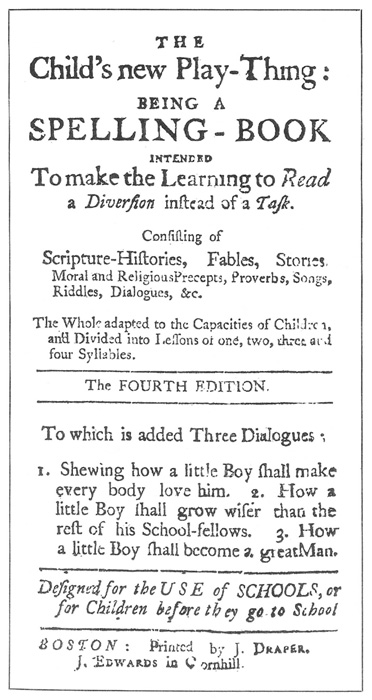 THE
Child's new Play-Thing:
BEING A
SPELLING-BOOK
INTENDED
To make the Learning to Read
a Diverſion inſtead of a Taſk.
Conſiſting of
Scripture-Hiſtories, Fables, Stories,
Moral and Religious Precepts, Proverbs, Songs,
Riddles, Dialogues, &c.
The Whole adapted to the Capacities of Children,
and Divided into Leſſons of one, two, three and
four Syllables.
The FOURTH EDITION.
To which is added Three Dialogues;
1. Shewing how a little Boy ſhall make
every body love him. 2. How a
little Boy ſhall grow wiſer than the
reſt of his School-fellows. 3. How
a little Boy ſhall become a great Man.
Deſigned for the USE of SCHOOLS, or
for Children before they go to School
BOSTON: Printed by J. DRAPER,
J. EDWARDS in Cornhill.